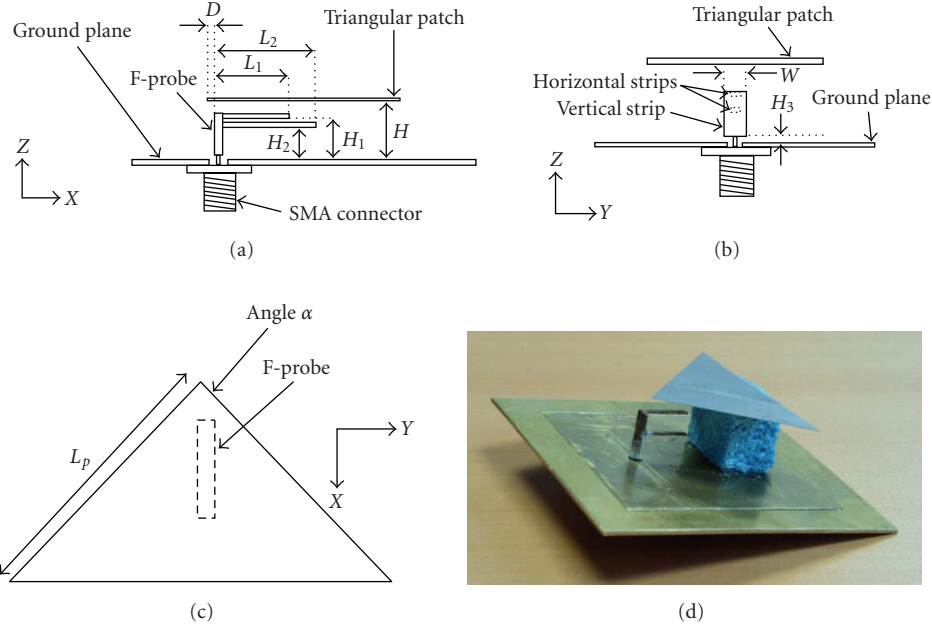 D
Triangular patch
Ground plane
L2
F-probe
L1
H
H1
H2
Z
X
SMA connector
(a)
Triangular patch
Horizontal strips
W
Vertical strip
H3
Ground plane
Z
Y
(b)
Angle α
F-probe
Lp
Y
X
(c)
(d)